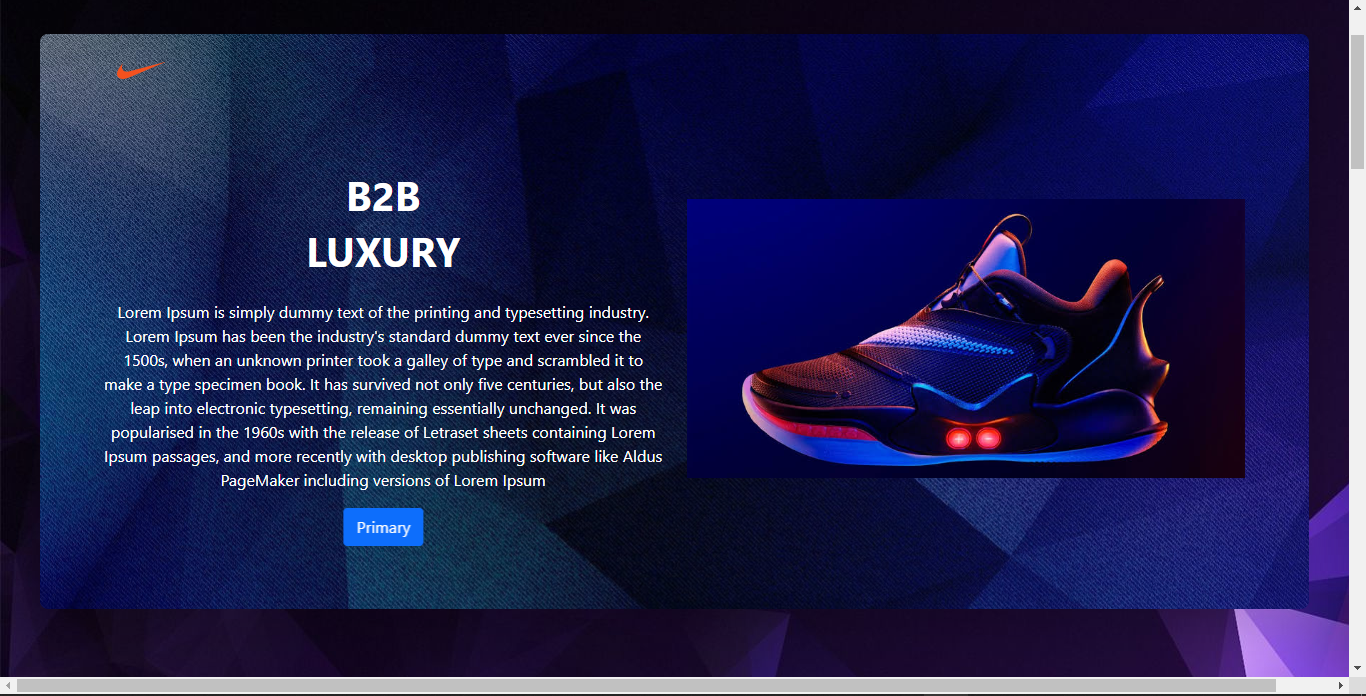 B2B
LUXURY
Lorem Ipsum is simply dummy text of the printing and typesetting industry.
Lorem Ipsum has been the industry's standard dummy text ever since the
1500s, when an unknown printer took a galley of type and scrambled it to
make a type specimen book. It has survived not only five centuries, but also the
leap into electronic typesetting, remaining essentially unchanged. It was
popularised in the 1960s with the release of Letraset sheets containing Lorem
Ipsum passages, and more recently with desktop publishing software like Aldus
PageMaker including versions of Lorem Ipsum
Primary